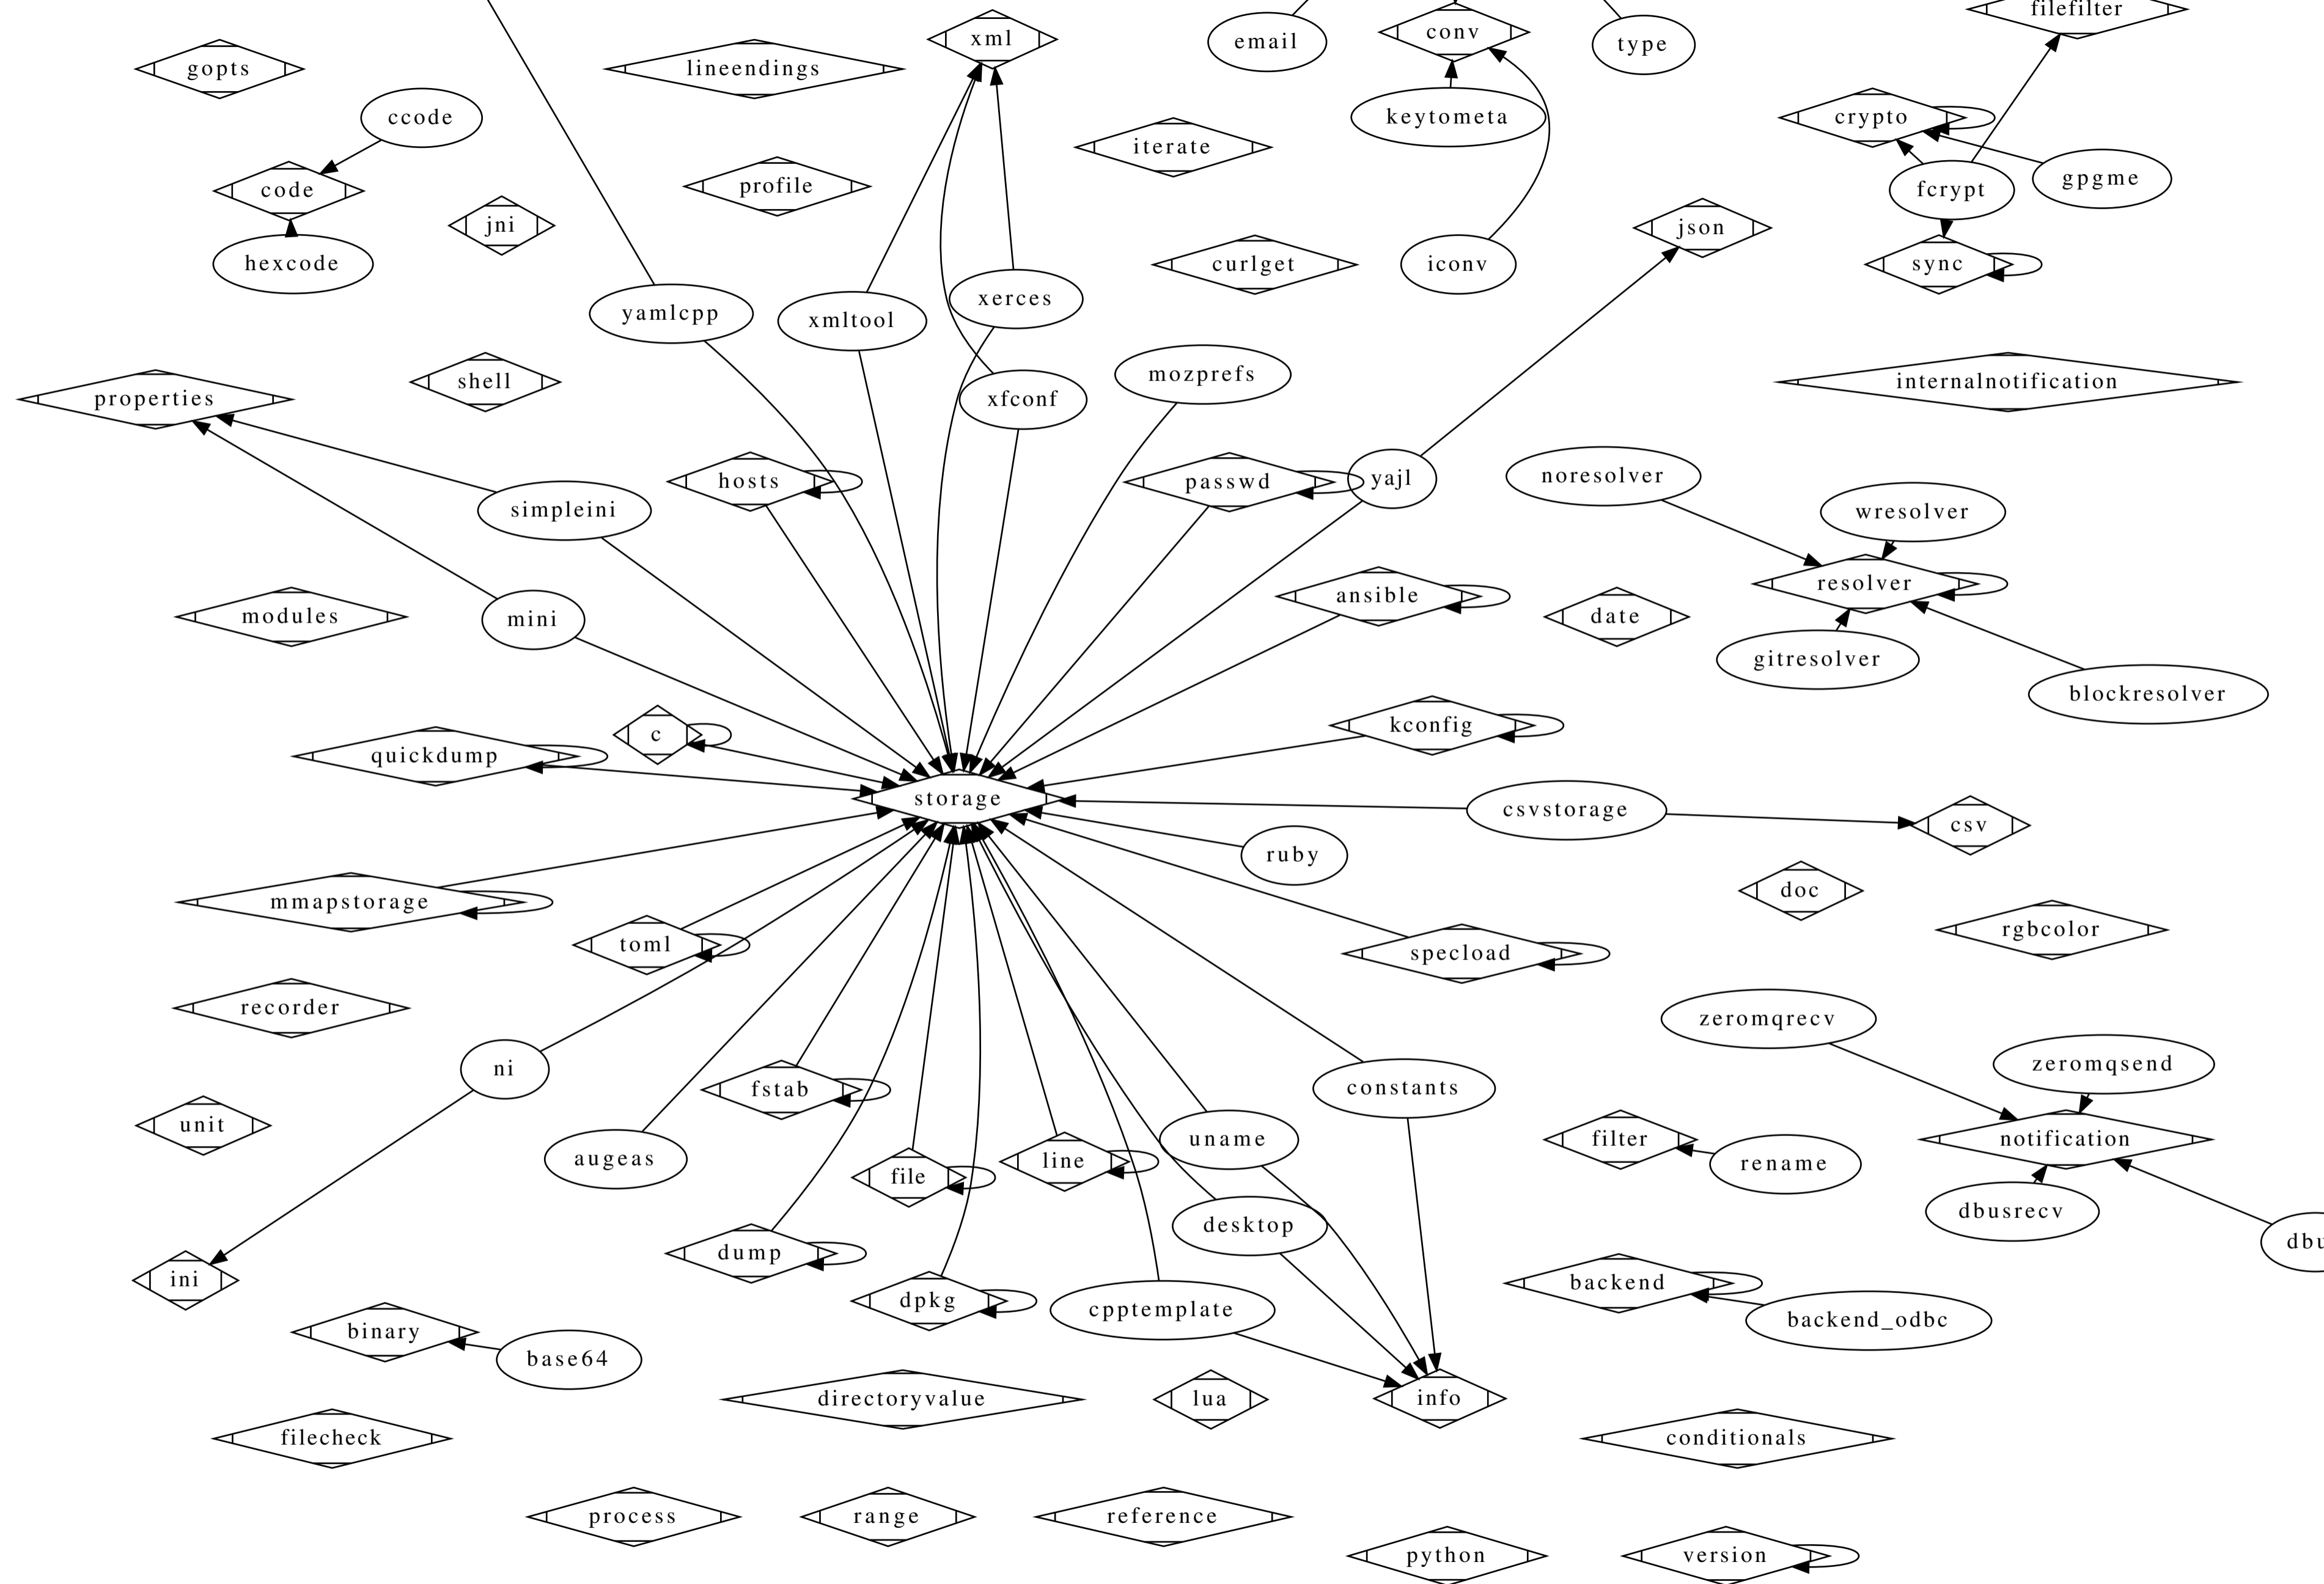 filefilter
xml
conv
email
type
gopts
lineendings
ccode
keytometa
crypto
iterate
gpgme
profile
code
fcrypt
jni
json
hexcode
curlget
iconv
sync
xerces
yamlcpp
xmltool
mozprefs
shell
internalnotification
properties
xfconf
noresolver
yajl
hosts
passwd
simpleini
wresolver
resolver
ansible
modules
date
mini
gitresolver
blockresolver
kconfig
c
quickdump
storage
csvstorage
csv
ruby
doc
mmapstorage
rgbcolor
toml
specload
recorder
zeromqrecv
zeromqsend
ni
constants
fstab
unit
uname
filter
notification
augeas
line
rename
file
dbusrecv
desktop
dbu
dump
ini
backend
dpkg
cpptemplate
backend_odbc
binary
base64
directoryvalue
lua
info
filecheck
conditionals
process
range
reference
python
version